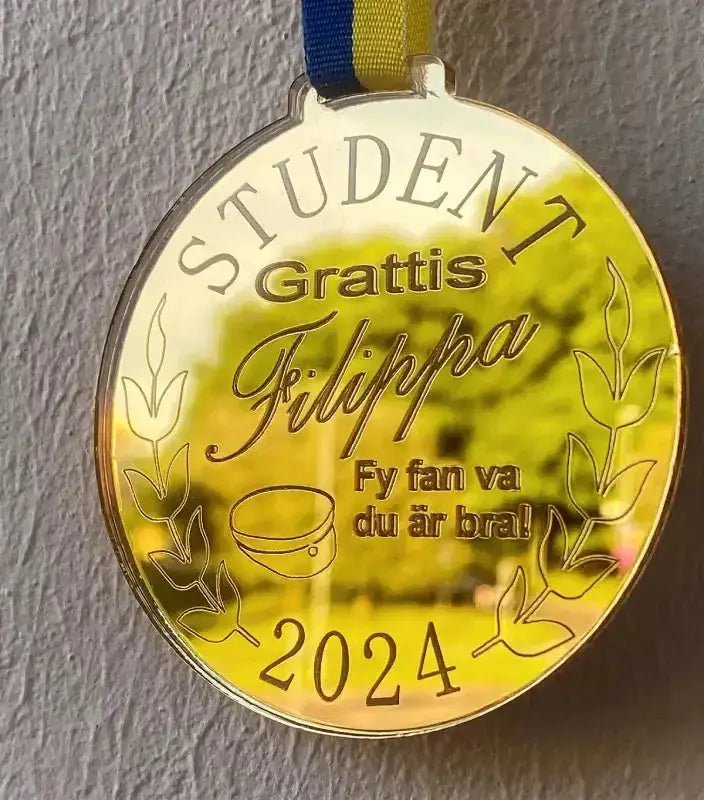 STUDENT
Grattis
Filippa
Fy fan va
du är bra!
2024